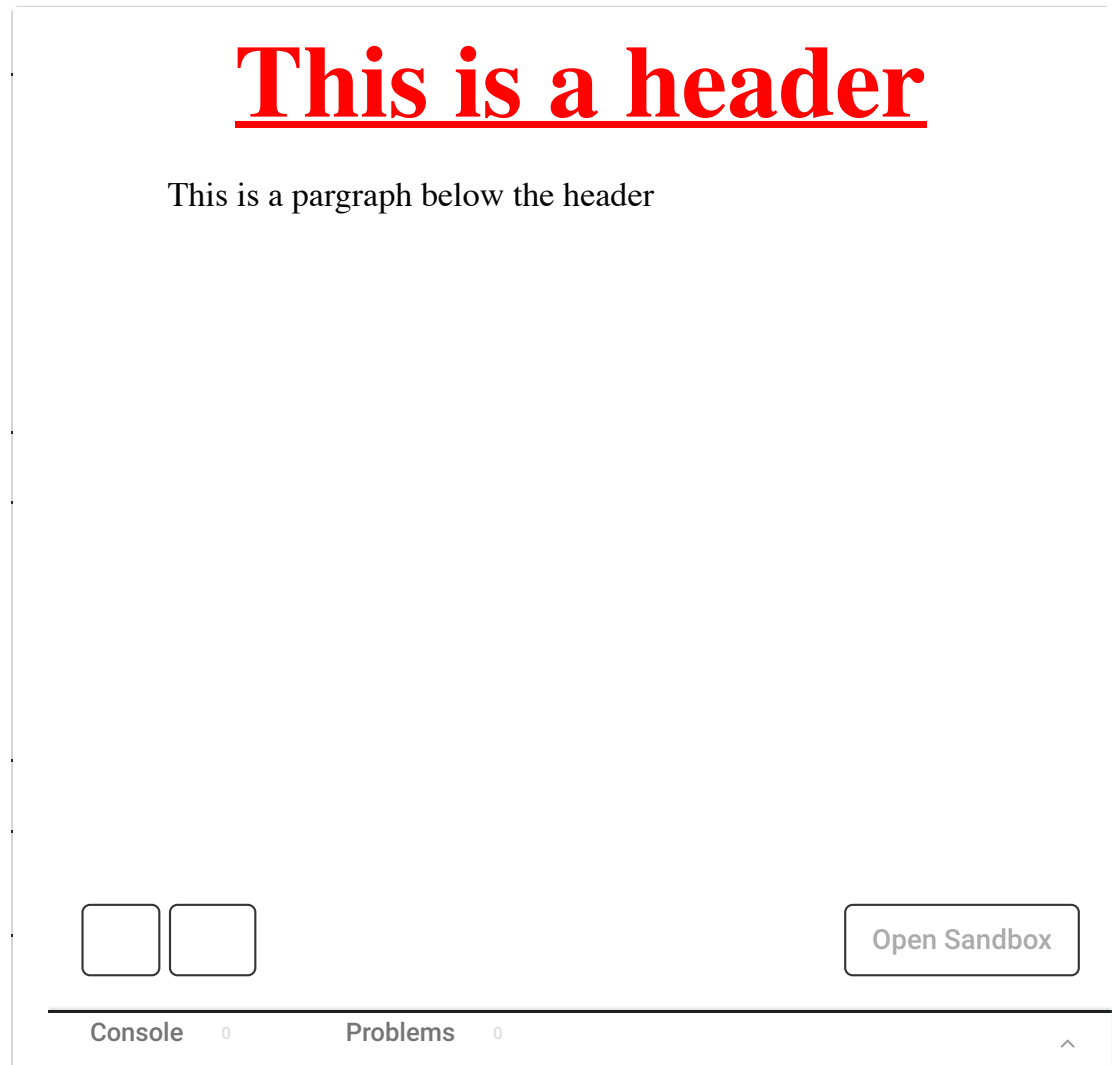 This is a header
This is a pargraph below the header
Open Sandbox
Console 0 Problems 0